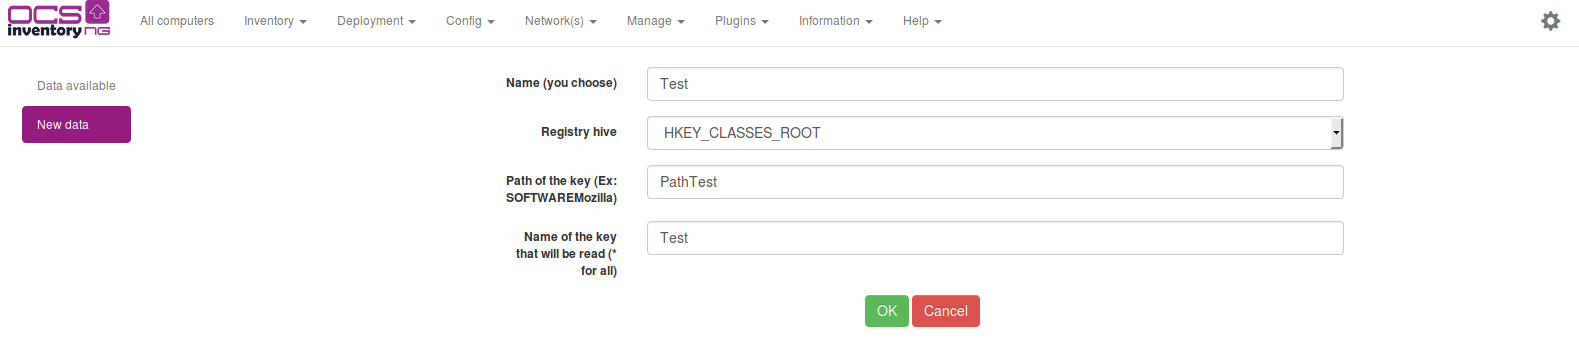 OCS
inventory NG
All computers Inventory Deployment Config Network(s) Manage Plugins Information Help
Data available
New data
Name (you choose) Test
Registry hive HKEY_CLASSES_ROOT
Path of the key (Ex:
SOFTWAREMozilla)
PathTest
Name of the key
that will be read (*
for all)
Test
OK Cancel